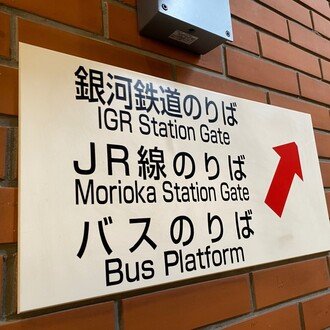 銀河鉄道のりば
IGR Station Gate
JR線のりば
Morioka Station Gate
バスのりば
Bus Platform